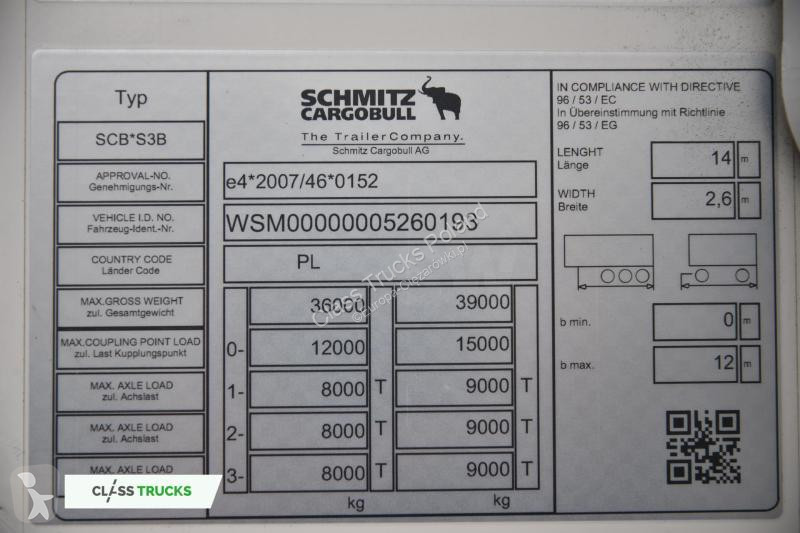 Typ
SCB*S3B
APPROVAL-NO.
Genehmigungs-Nr.
VEHICLE I.D. NO.
Fahrzeug-Ident.-Nr.
COUNTRY CODE
Länder Code
MAX.GROSS WEIGHT
zul. Gesamtgewicht
MAX.COUPLING POINT LOAD
zul. Last Kupplungspunkt
MAX. AXLE LOAD
zul. Achslast
MAX. AXLE LOAD
zul. Achslast
MAX. AXLE LOAD
SCHMITZ
CARGOBULL
The TrailerCompany.
Schmitz Cargobull AG
e4*2007/46*0152
WSM00000005260193
PL
36000 39000
0- 12000 15000
1- 8000 T 9000 T
2- 8000 T 9000 T
3- 8000 T 9000 T
kg kg
IN COMPLIANCE WITH DIRECTIVE
96 / 53 / EC
In Übereinstimmung mit Richtlinie
96 / 53 / EG
LENGHT
Länge
14 m
WIDTH
Breite
2,6 m
b min. 0 m
b max. 12 m
Class Trucks Poland
©europaciezarowki.pl
CLASS TRUCKS